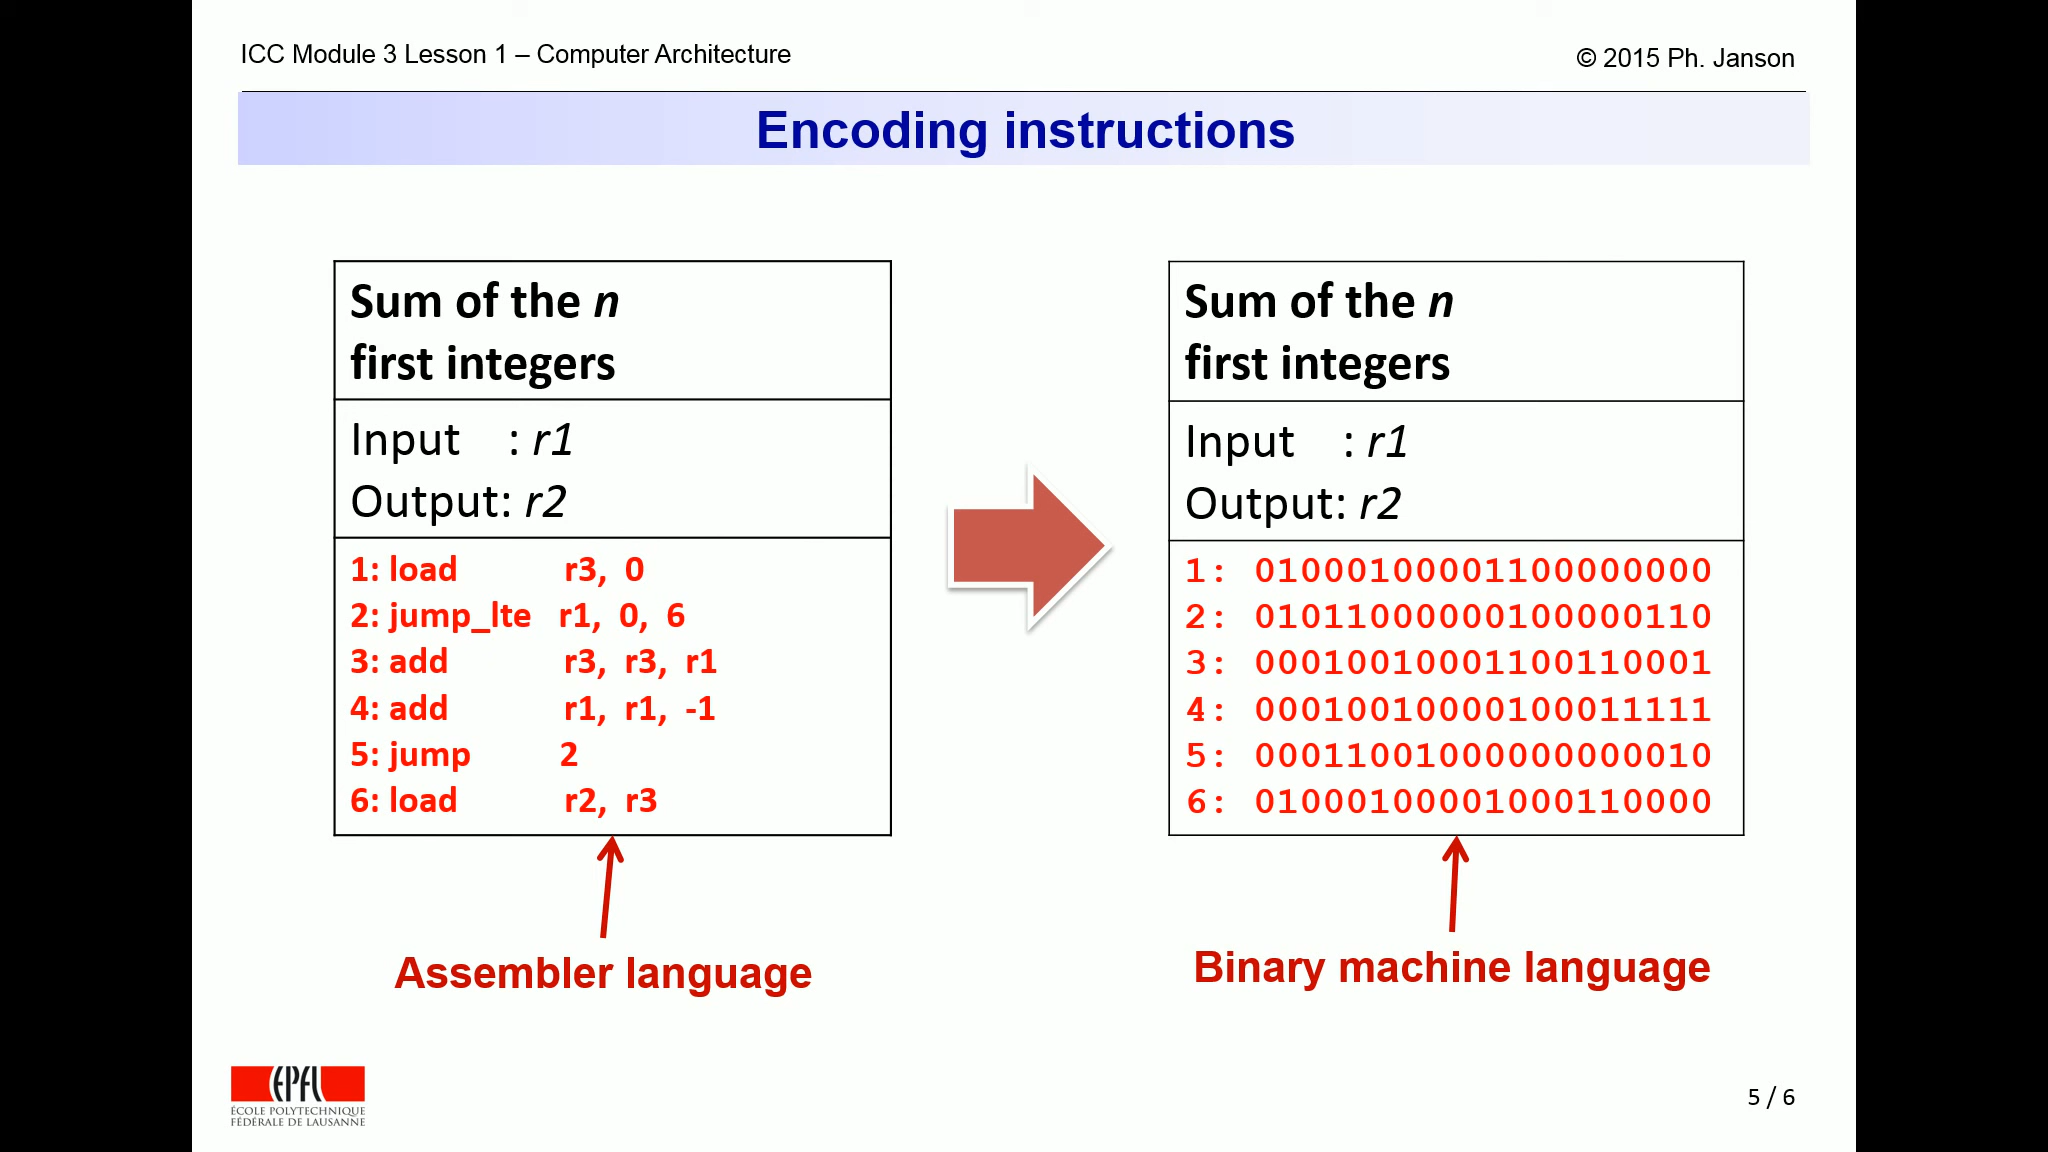 ICC Module 3 Lesson 1 – Computer Architecture
© 2015 Ph. Janson
Encoding instructions
Sum of the n
first integers
Input : r1
Output: r2
1: load r3, 0
2: jump_lte r1, 0, 6
3: add r3, r3, r1
4: add r1, r1, -1
5: jump 2
6: load r2, r3
Assembler language
Sum of the n
first integers
Input : r1
Output: r2
1: 01000100001100000000
2: 01011000000100000110
3: 00010010001100110001
4: 00010010000100011111
5: 00011001000000000010
6: 01000100001000110000
Binary machine language
EPFL
ÉCOLE POLYTECHNIQUE
FÉDÉRALE DE LAUSANNE
5 / 6